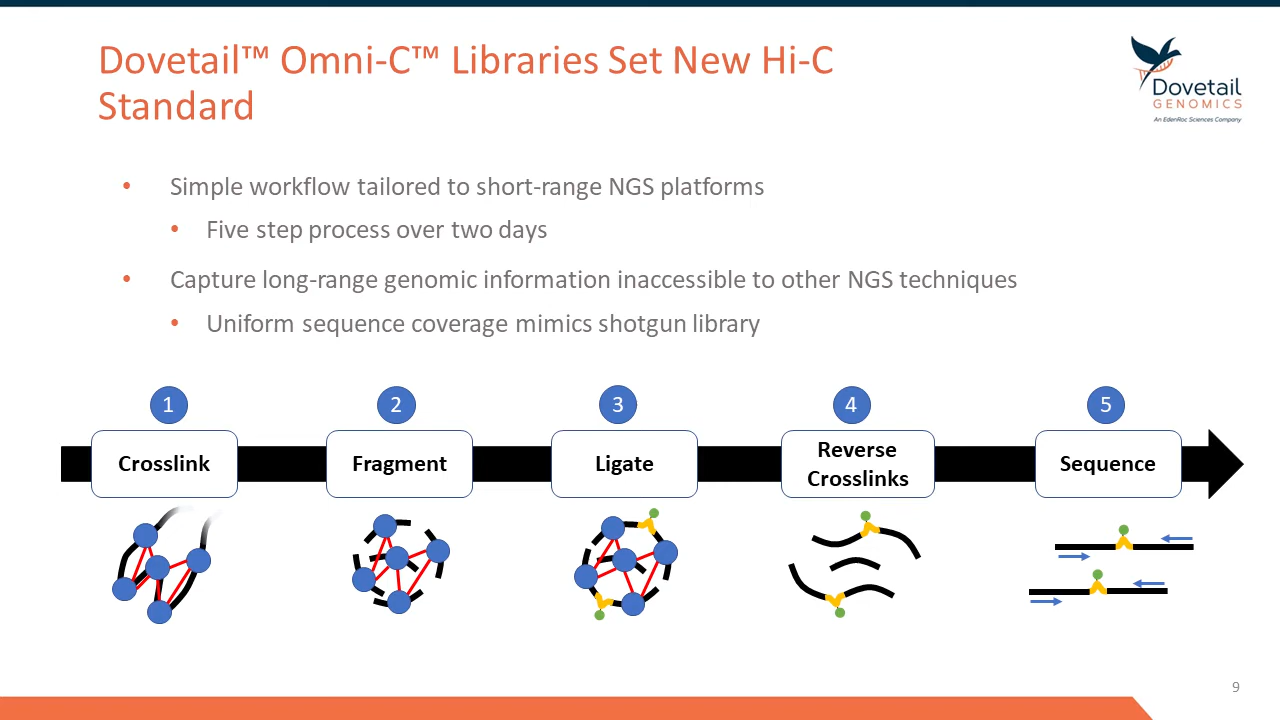 Dovetail™ Omni-C™ Libraries Set New Hi-C
Standard
Dovetail
GENOMICS
An EdenRoc Sciences Company
• Simple workflow tailored to short-range NGS platforms
• Five step process over two days
• Capture long-range genomic information inaccessible to other NGS techniques
• Uniform sequence coverage mimics shotgun library
1
2
3
4
5
Crosslink
Fragment
Ligate
Reverse
Crosslinks
Sequence
9